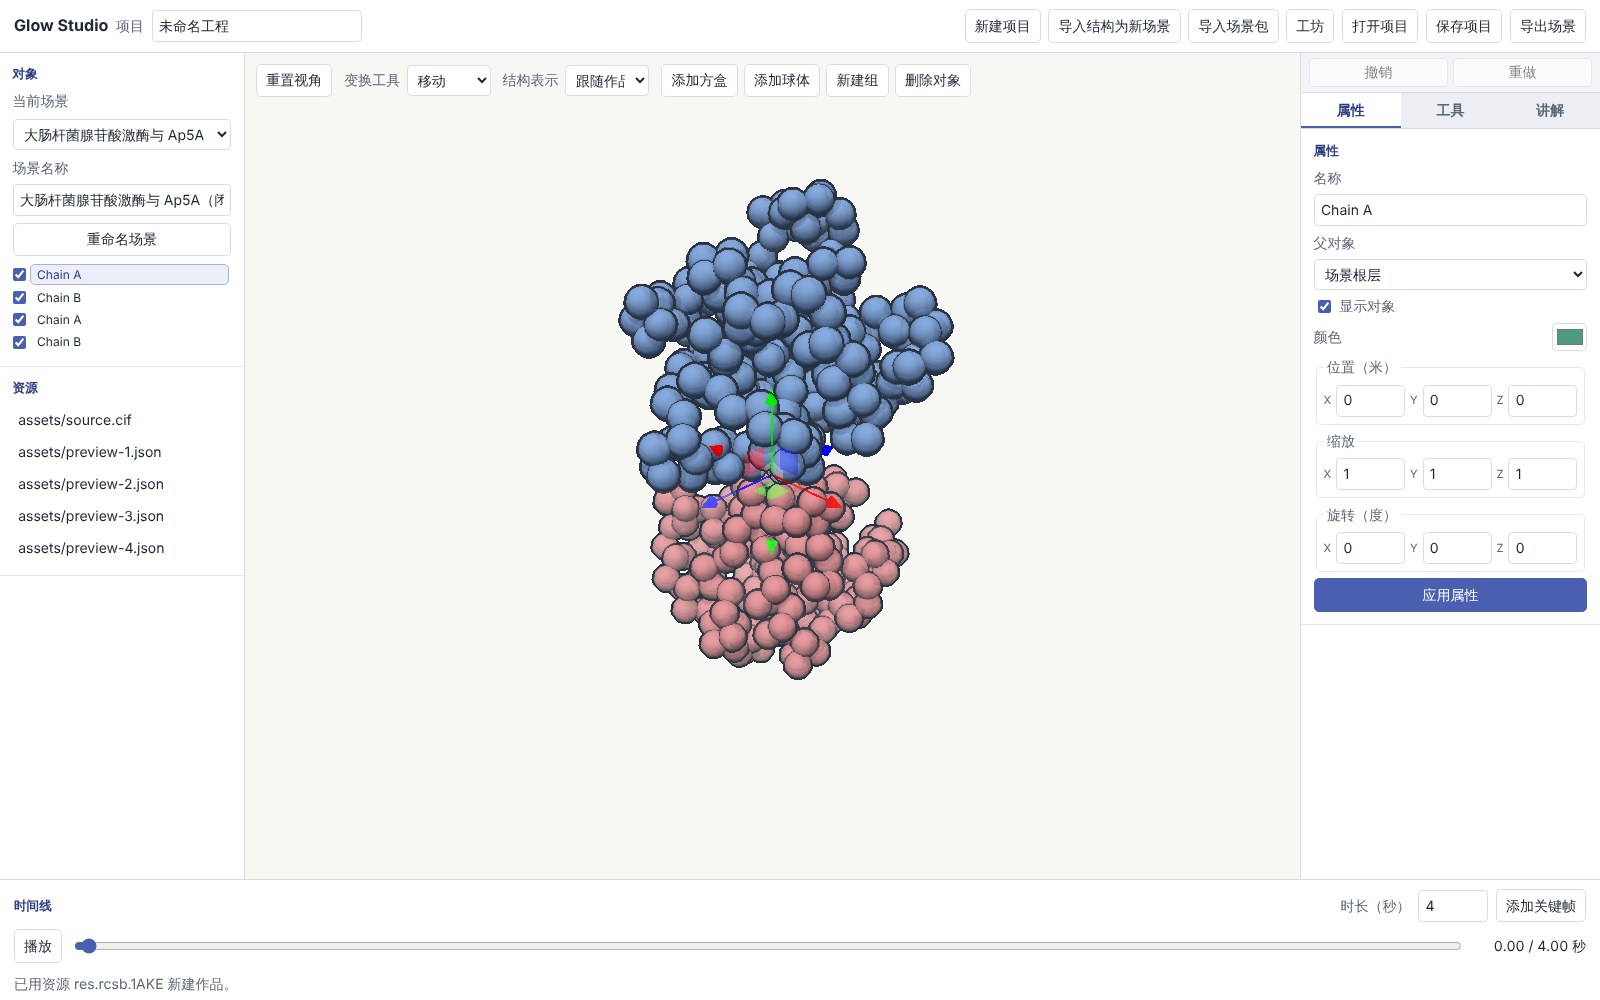 Glow Studio 项目 未命名工程 新建项目 导入结构为新场景 导入场景包 工坊 打开项目 保存项目 导出场景
对象
当前场景
大肠杆菌腺苷酸激酶与 Ap5A
场景名称
大肠杆菌腺苷酸激酶与 Ap5A（闭
重命名场景
Chain A
Chain B
Chain A
Chain B
资源
assets/source.cif
assets/preview-1.json
assets/preview-2.json
assets/preview-3.json
assets/preview-4.json
重置视角 变换工具 移动 结构表示 跟随作品 添加方盒 添加球体 新建组 删除对象
撤销 重做
属性 工具 讲解
属性
名称
Chain A
父对象
场景根层
显示对象
颜色
位置（米）
X 0 Y 0 Z 0
缩放
X 1 Y 1 Z 1
旋转（度）
X 0 Y 0 Z 0
应用属性
时间线 时长（秒） 4 添加关键帧
播放 0.00 / 4.00 秒
已用资源 res.rcsb.1AKE 新建作品。